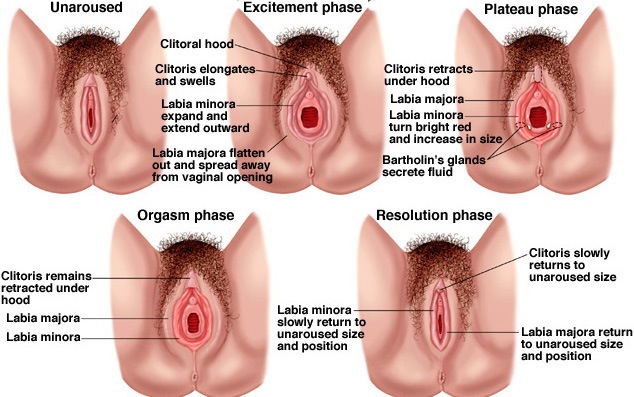 Unaroused
Excitement phase
Plateau phase
Clitoral hood
Clitoris elongates
and swells
Labia minora
expand and
extend outward
Labia majora flatten
out and spread away
from vaginal opening
Clitoris retracts
under hood
Labia majora
Labia minora
turn bright red
and increase in size
Bartholin's glands
secrete fluid
Orgasm phase
Resolution phase
Clitoris remains
retracted under
hood
Labia majora
Labia minora
Labia minora
slowly return to
unaroused size
and position
Clitoris slowly
returns to
unaroused size
Labia majora return
to unaroused size
and position